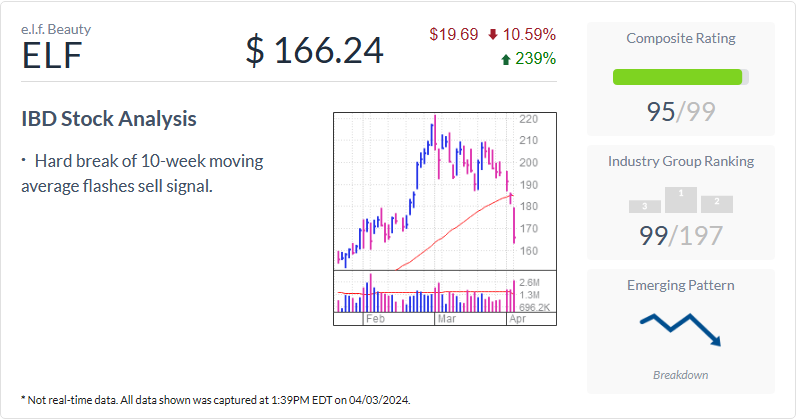 e.l.f. Beauty
ELF
$ 166.24
$19.69 10.59%
239%
IBD Stock Analysis
· Hard break of 10-week moving
average flashes sell signal.
220
210
200
190
180
170
160
2.6M
1.3M
696.2K
Feb Mar Apr
Composite Rating
95/99
Industry Group Ranking
3 1 2
99/197
Emerging Pattern
Breakdown
* Not real-time data. All data shown was captured at 1:39PM EDT on 04/03/2024.